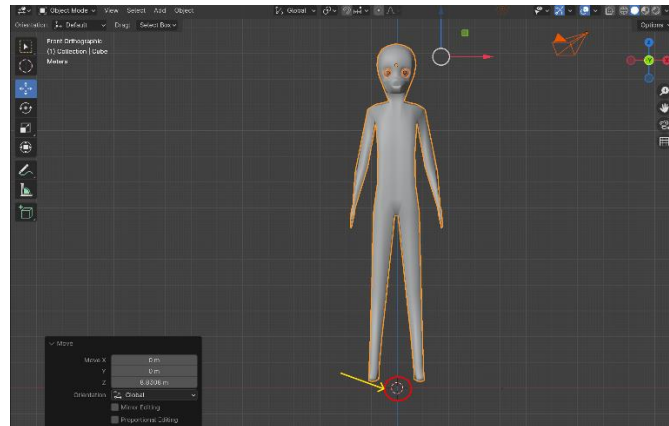 Object Mode View Select Add Object Global
Orientation: Default Drag: Select Box Options
Front Orthographic
(1) Collection | Cube
Meters
Move
Move X 0 m
Y 0 m
Orientation Global
Mirror Editing
Proportional Editing